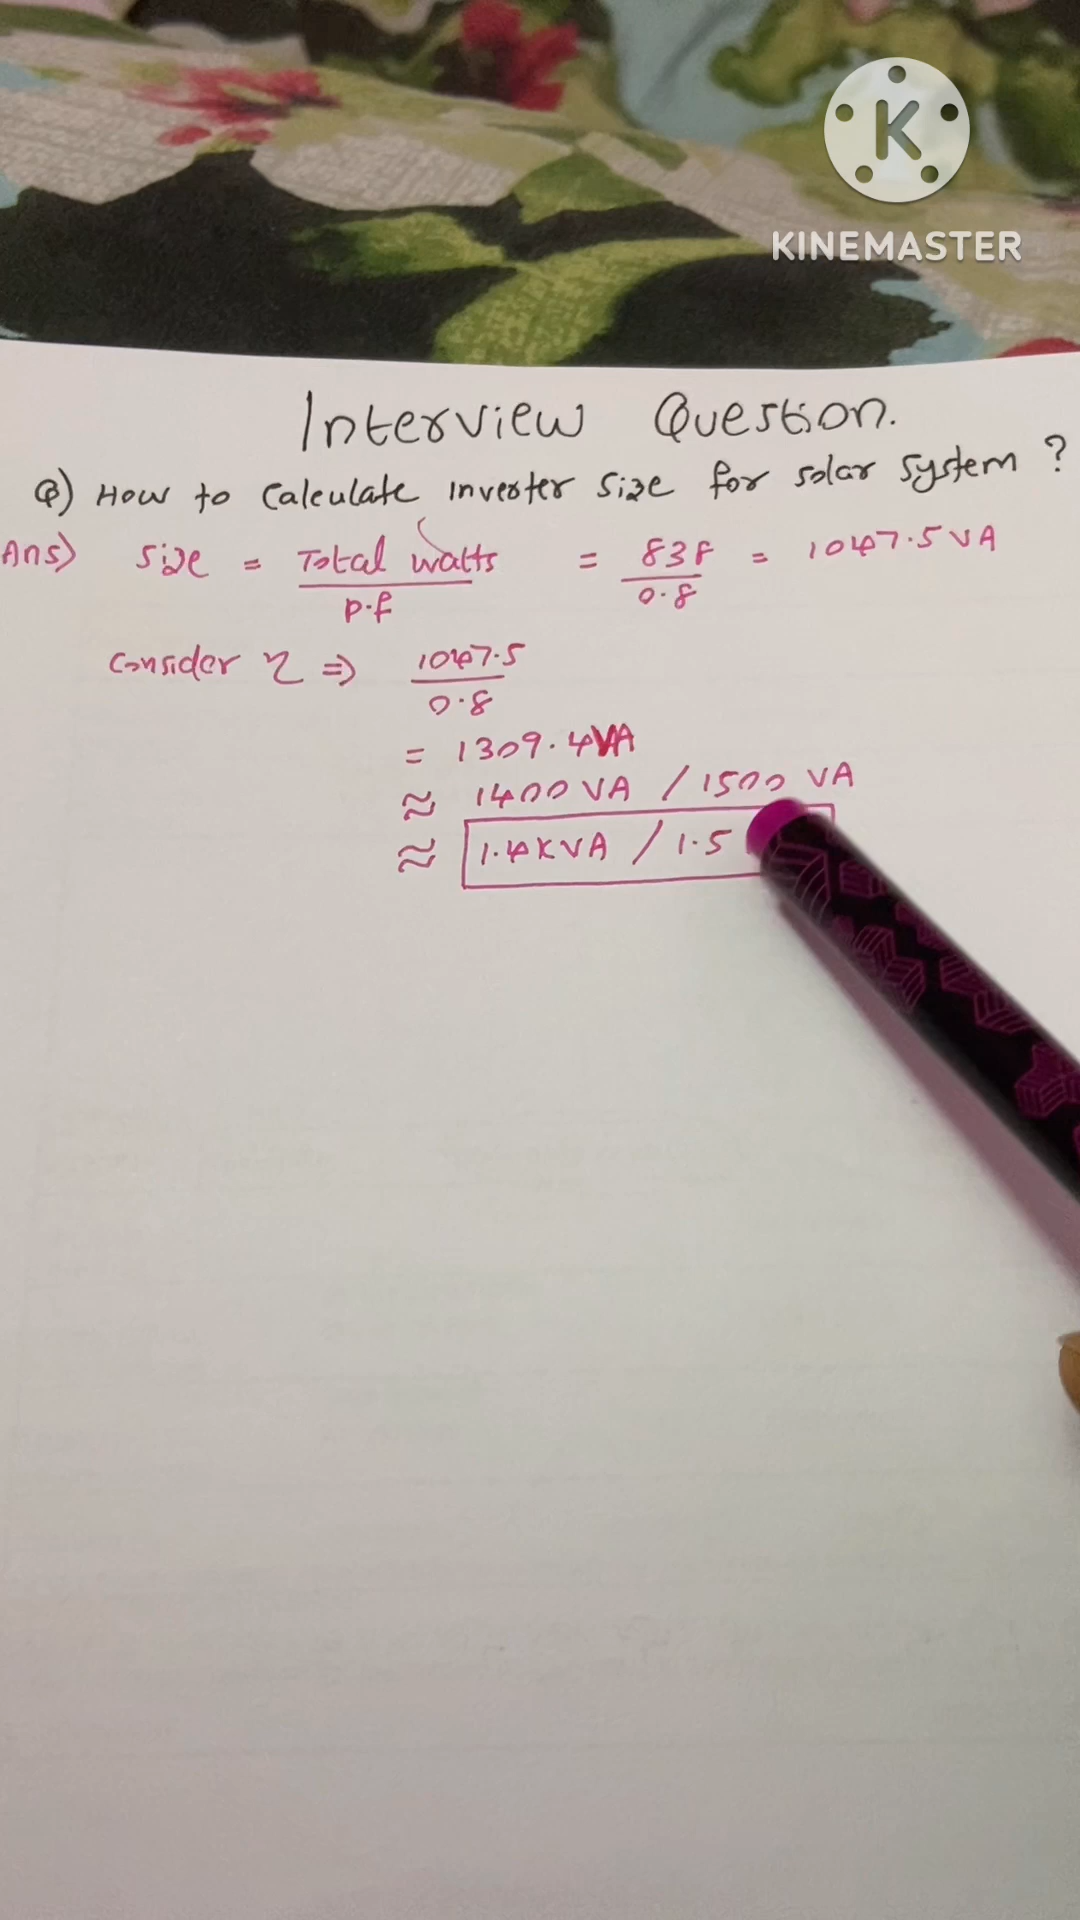 K
KINEMASTER
Interview Question.
Q) How to Calculate inverter size for solar system ?
Ans) Size = Total watts / P.f = 838 / 0.8 = 1047.5 VA
Consider η ⇒ 1047.5 / 0.8
= 1309.4VA
≈ 1400 VA / 1500 VA
≈ 1.4KVA / 1.5